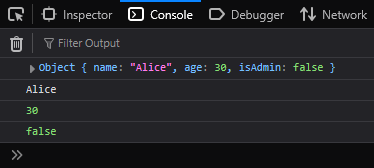 Inspector Console Debugger Network
Filter Output
Object { name: "Alice", age: 30, isAdmin: false }
Alice
30
false